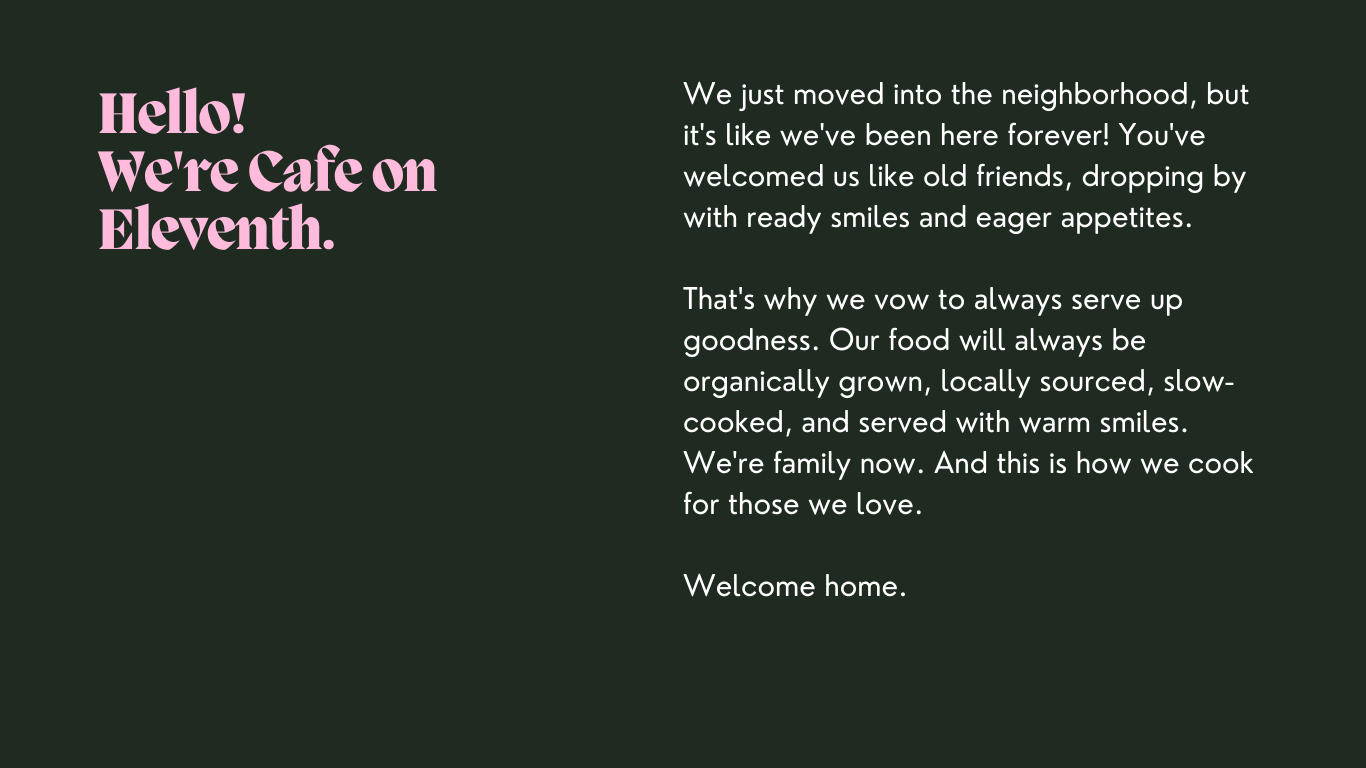 Hello!
We're Cafe on
Eleventh.
We just moved into the neighborhood, but
it's like we've been here forever! You've
welcomed us like old friends, dropping by
with ready smiles and eager appetites.
That's why we vow to always serve up
goodness. Our food will always be
organically grown, locally sourced, slow-
cooked, and served with warm smiles.
We're family now. And this is how we cook
for those we love.
Welcome home.